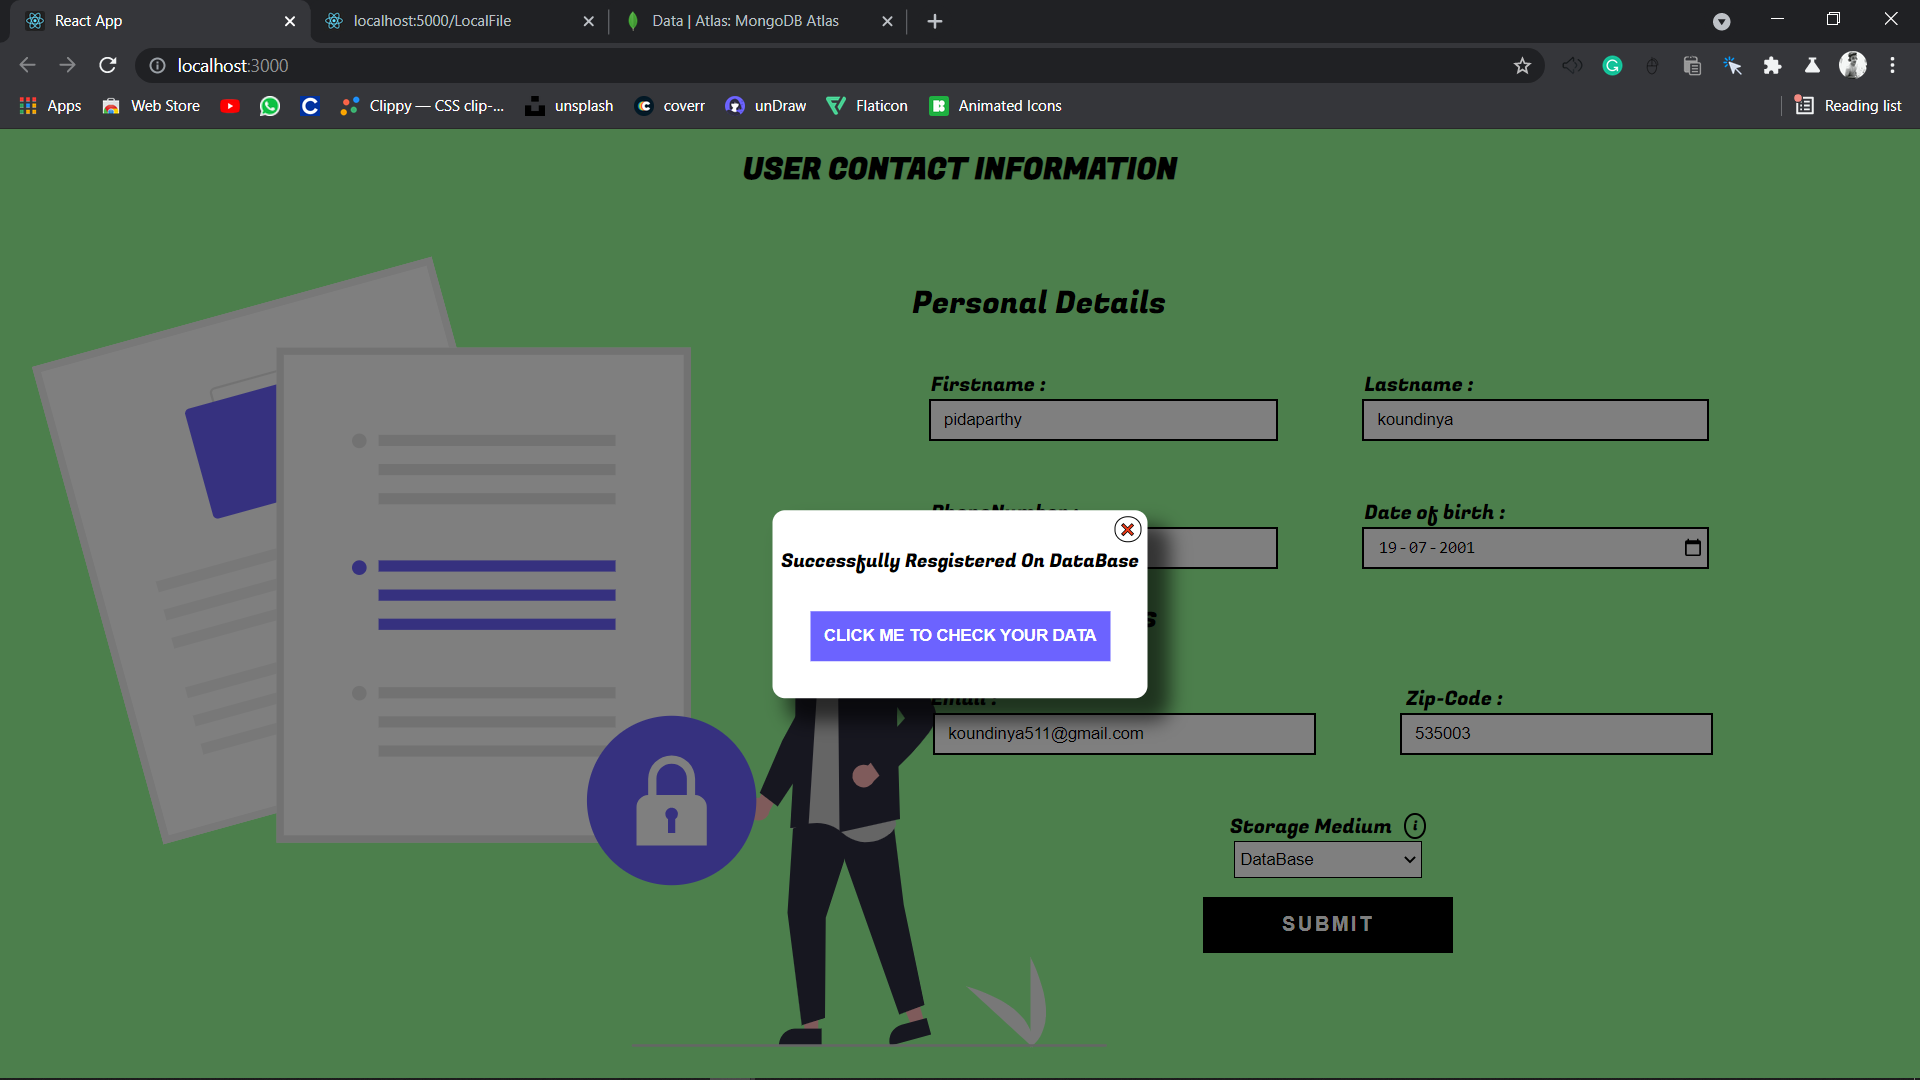 React App
localhost:5000/LocalFile
Data | Atlas: MongoDB Atlas
localhost:3000
Apps
Web Store
Clippy — CSS clip-...
unsplash
coverr
unDraw
Flaticon
Animated Icons
Reading list
USER CONTACT INFORMATION
Personal Details
Firstname :
Lastname :
pidaparthy
koundinya
Date of birth :
19-07-2001
Successfully Resgistered On DataBase
CLICK ME TO CHECK YOUR DATA
Email :
Zip-Code :
koundinya511@gmail.com
535003
Storage Medium i
DataBase
SUBMIT